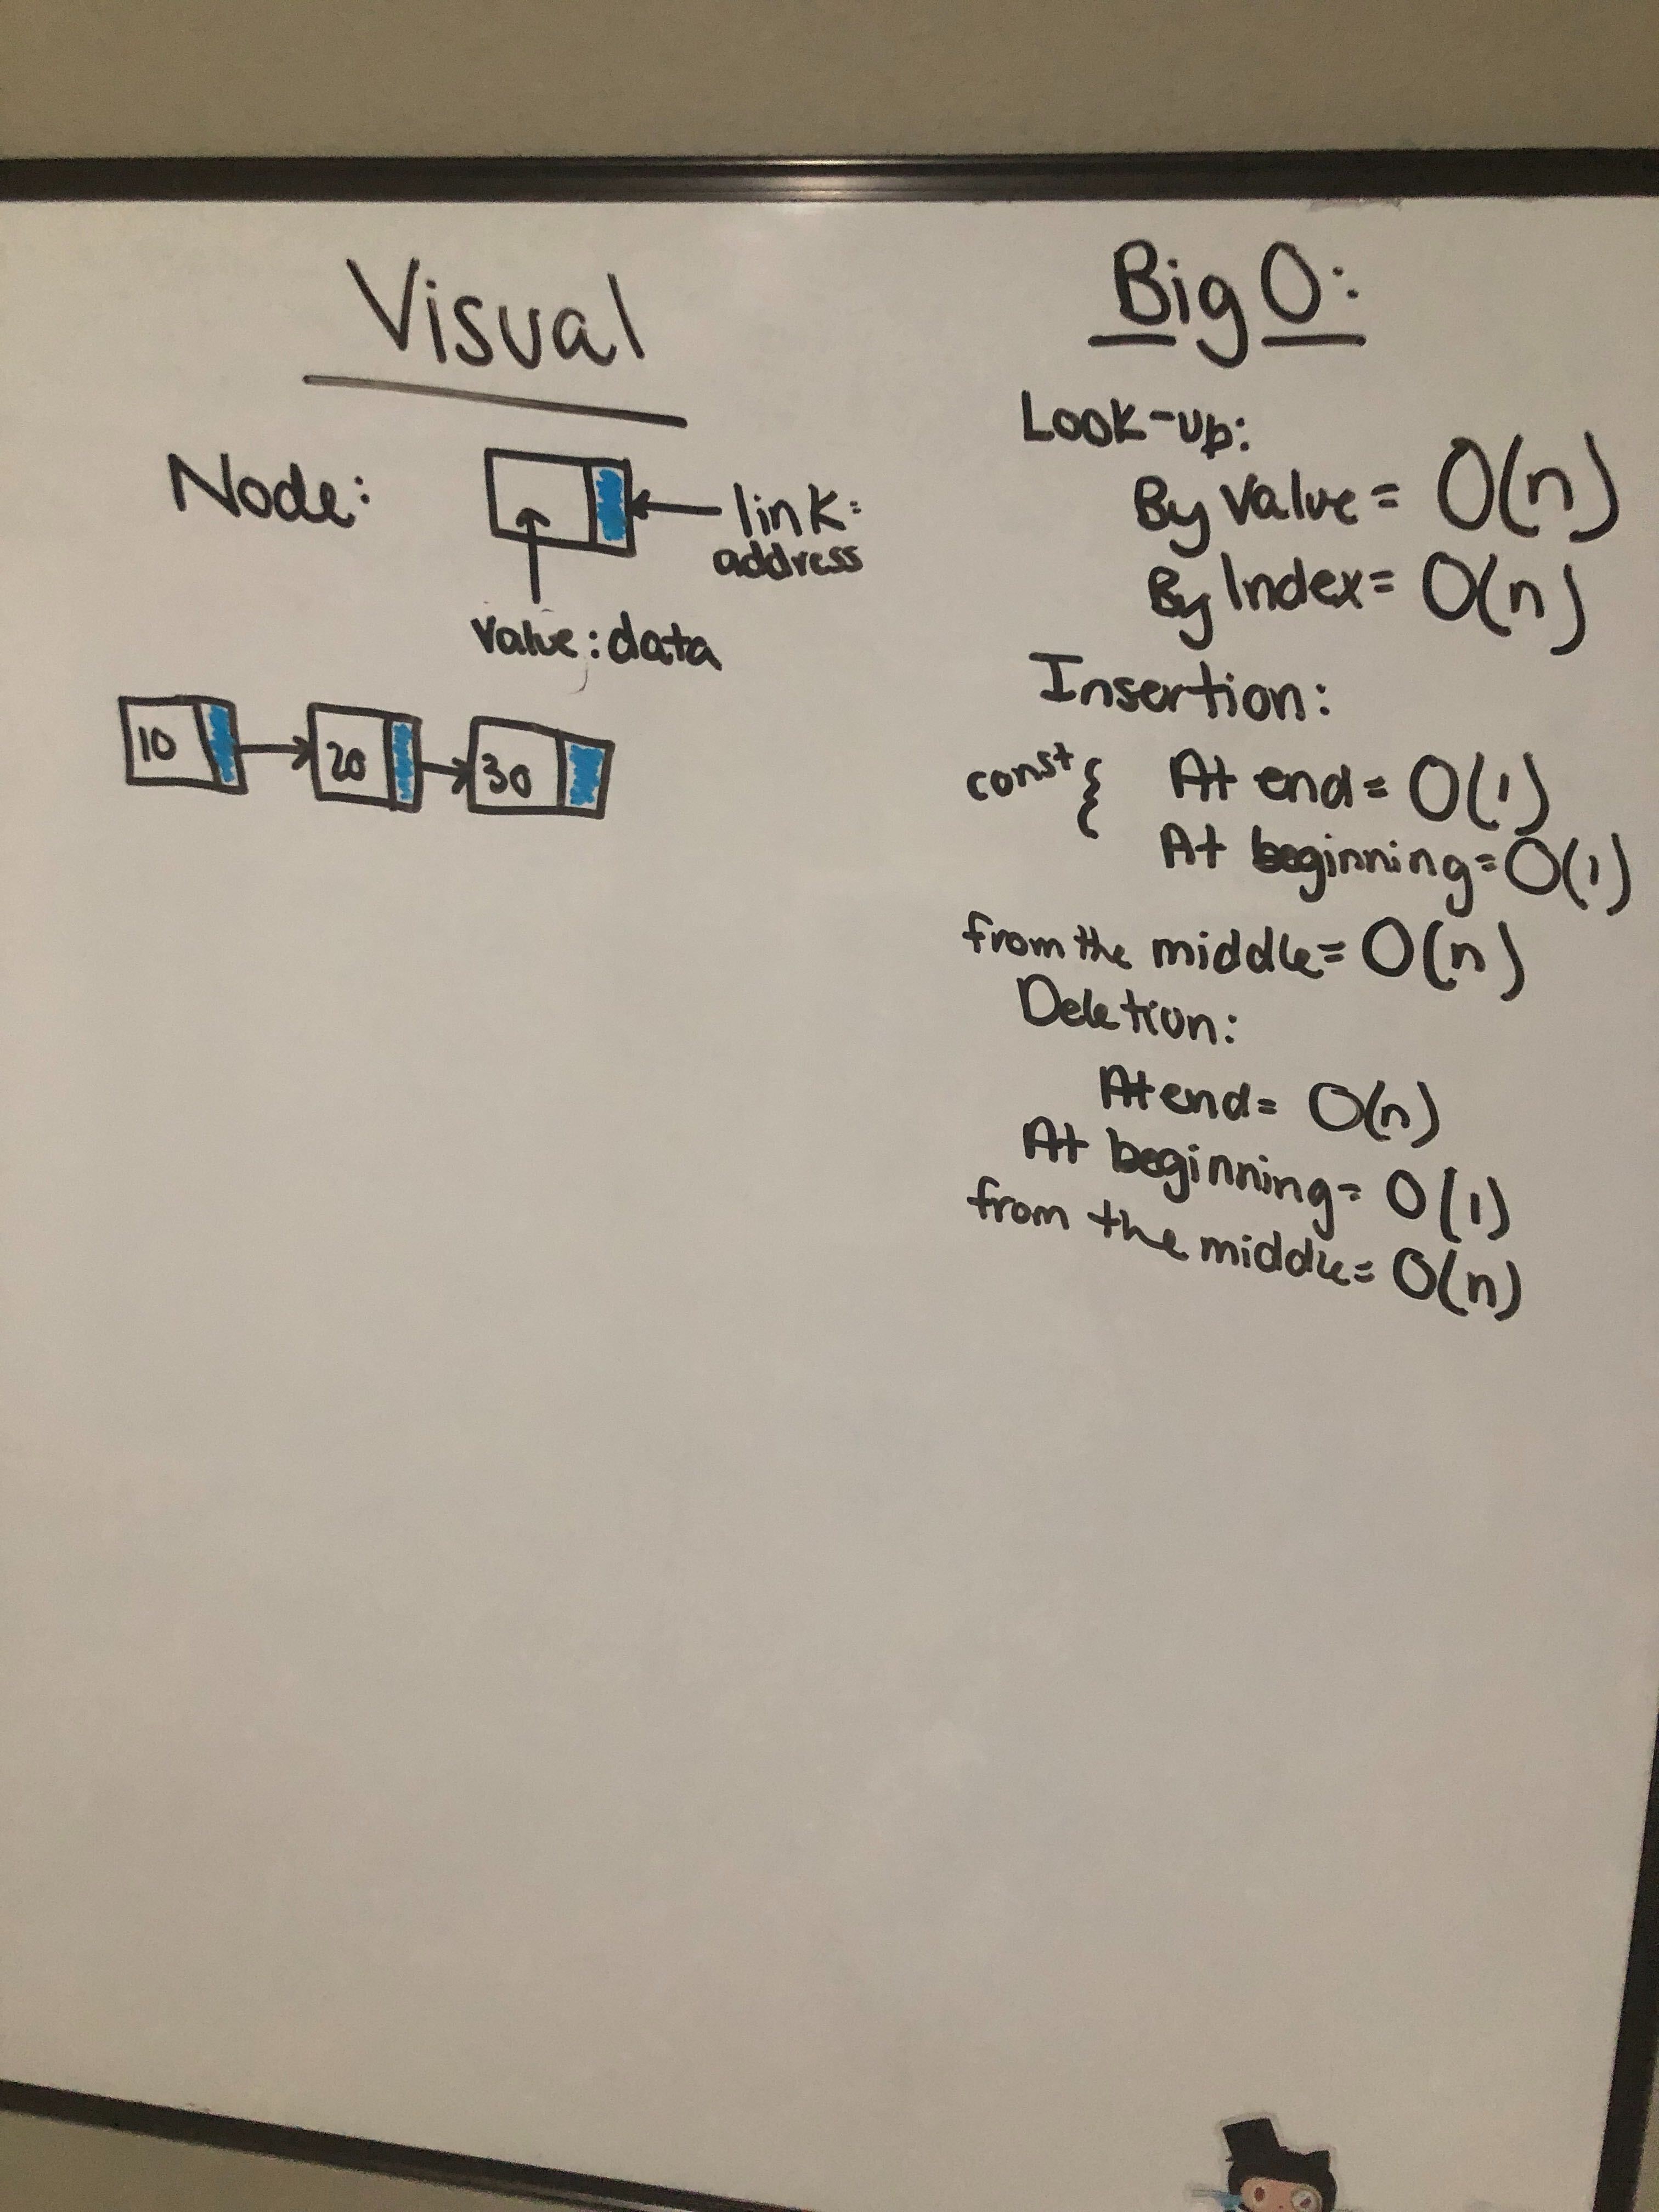 Visual
Node:
link:
address
value: data
10
20
30
Big O:
Look-up:
By Value = O(n)
By Index = O(n)
Insertion:
const { At end = O(1)
At beginning = O(1)
from the middle = O(n)
Deletion:
At end = O(n)
At beginning = O(1)
from the middle = O(n)